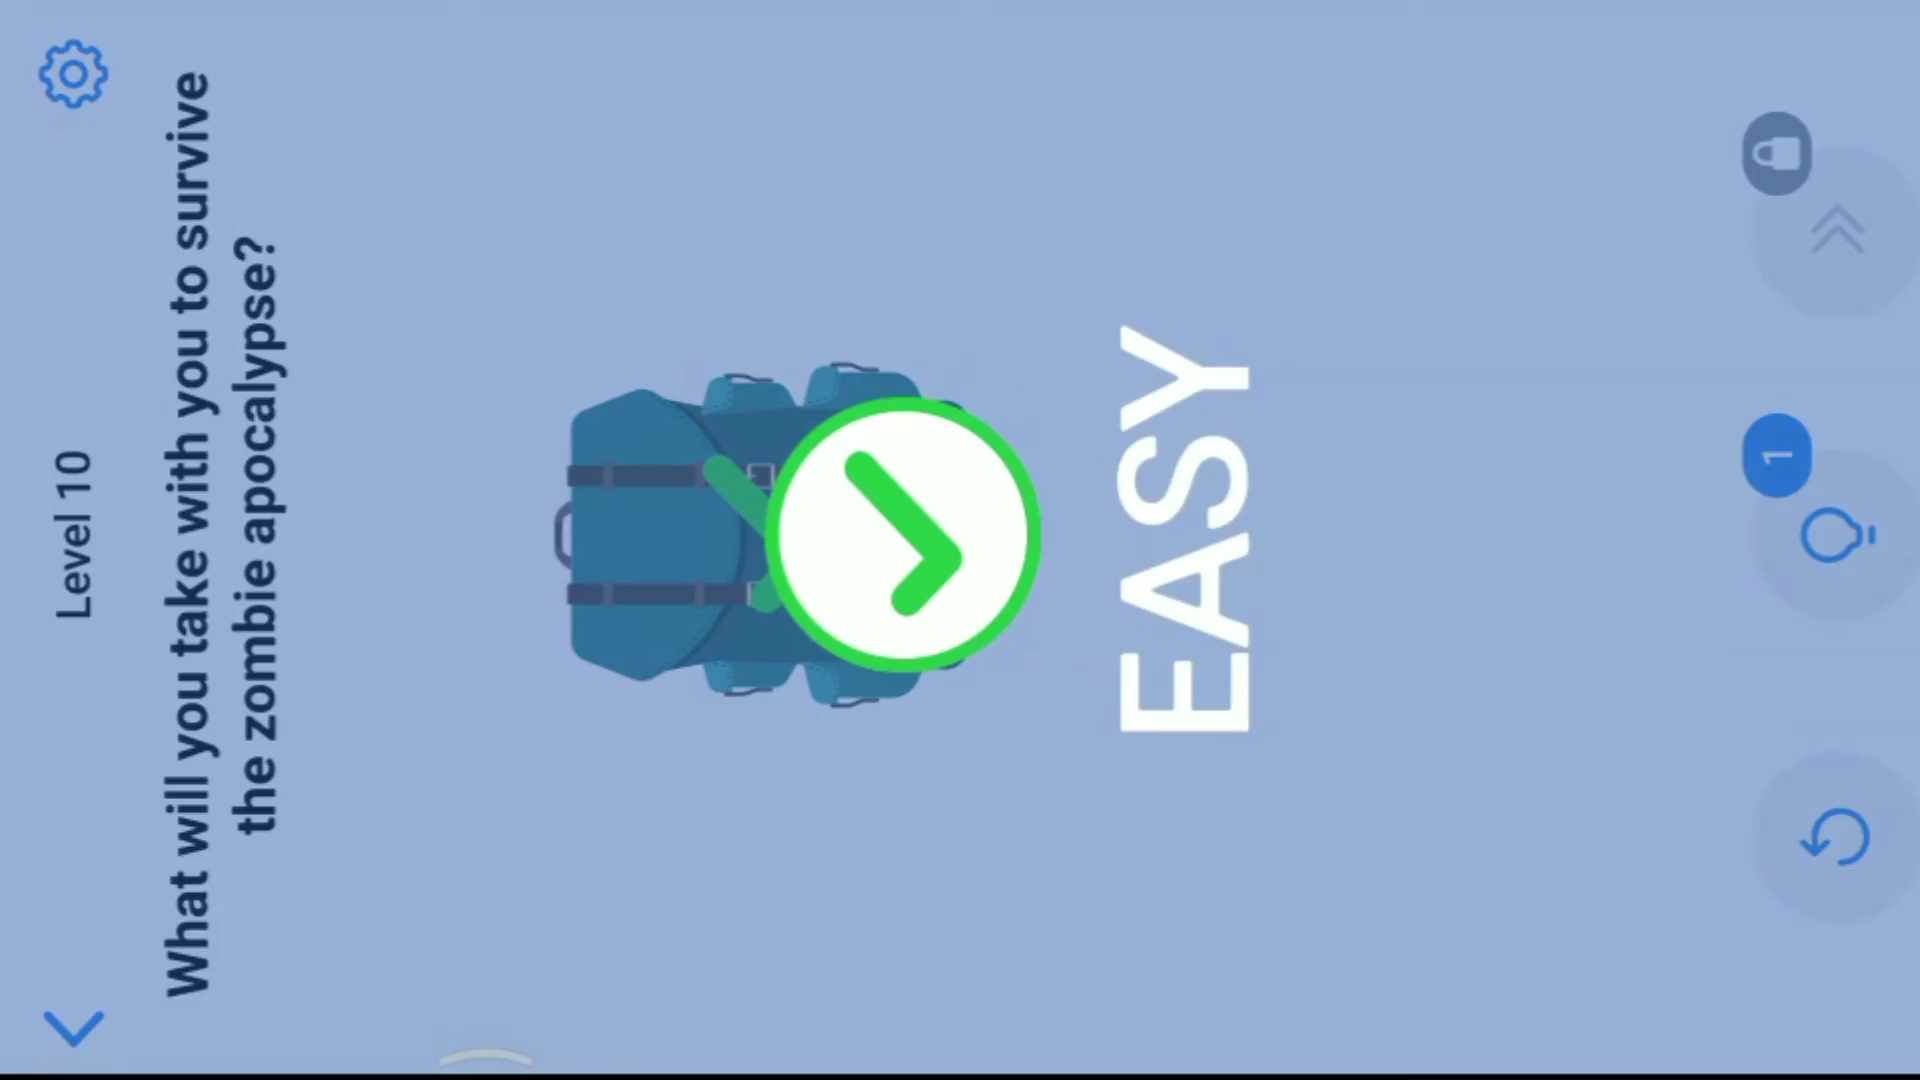 Level 10
What will you take with you to survive
the zombie apocalypse?
EASY
1